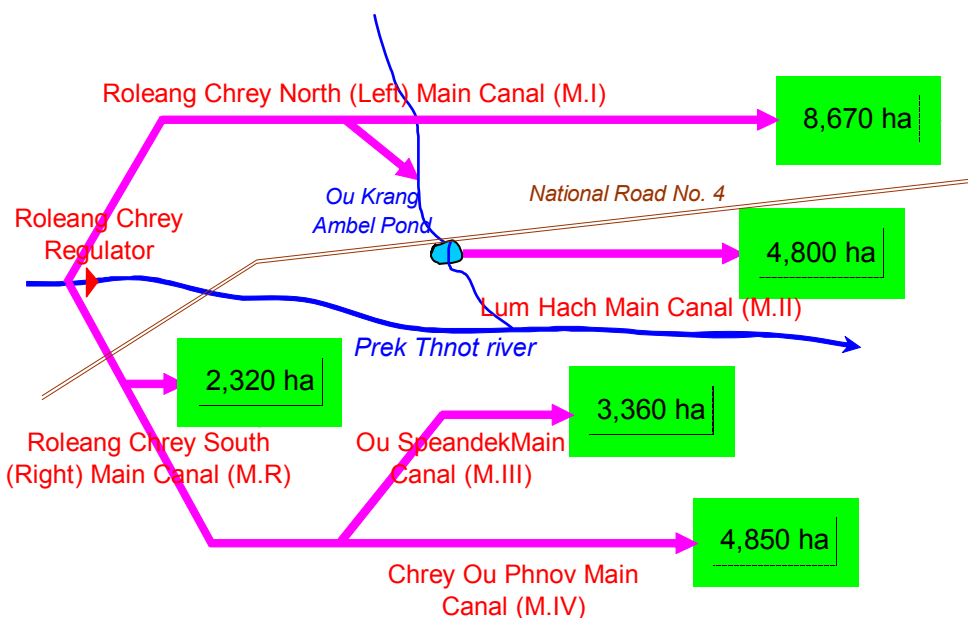 Roleang Chrey North (Left) Main Canal (M.I)
8,670 ha
Ou Krang
Ambel Pond
National Road No. 4
Roleang Chrey
Regulator
4,800 ha
Lum Hach Main Canal (M.II)
Prek Thnot river
2,320 ha
3,360 ha
Roleang Chrey South
(Right) Main Canal (M.R)
Ou SpeandekMain
Canal (M.III)
4,850 ha
Chrey Ou Phnov Main
Canal (M.IV)